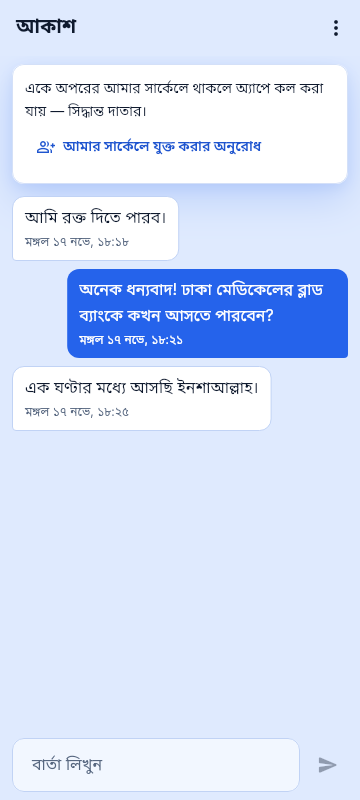 আকাশ
একে অপরের আমার সার্কেলে থাকলে অ্যাপে কল করা
যায় — সিদ্ধান্ত দাতার।
আমার সার্কেলে যুক্ত করার অনুরোধ
আমি রক্ত দিতে পারব।
মঙ্গল ১৭ নভে, ১৮:১৮
অনেক ধন্যবাদ! ঢাকা মেডিকেলের ব্লাড
ব্যাংকে কখন আসতে পারবেন?
মঙ্গল ১৭ নভে, ১৮:২১
এক ঘণ্টার মধ্যে আসছি ইনশাআল্লাহ।
মঙ্গল ১৭ নভে, ১৮:২৫
বার্তা লিখুন